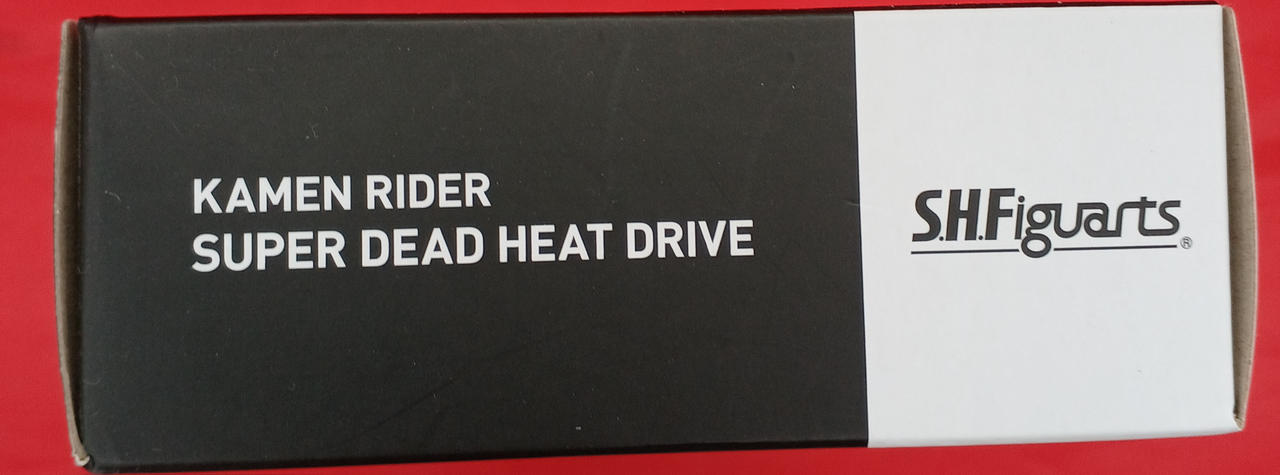 KAMEN RIDER
SUPER DEAD HEAT DRIVE
S.H.Figuarts®